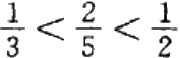 1/3 < 2/5 < 1/2